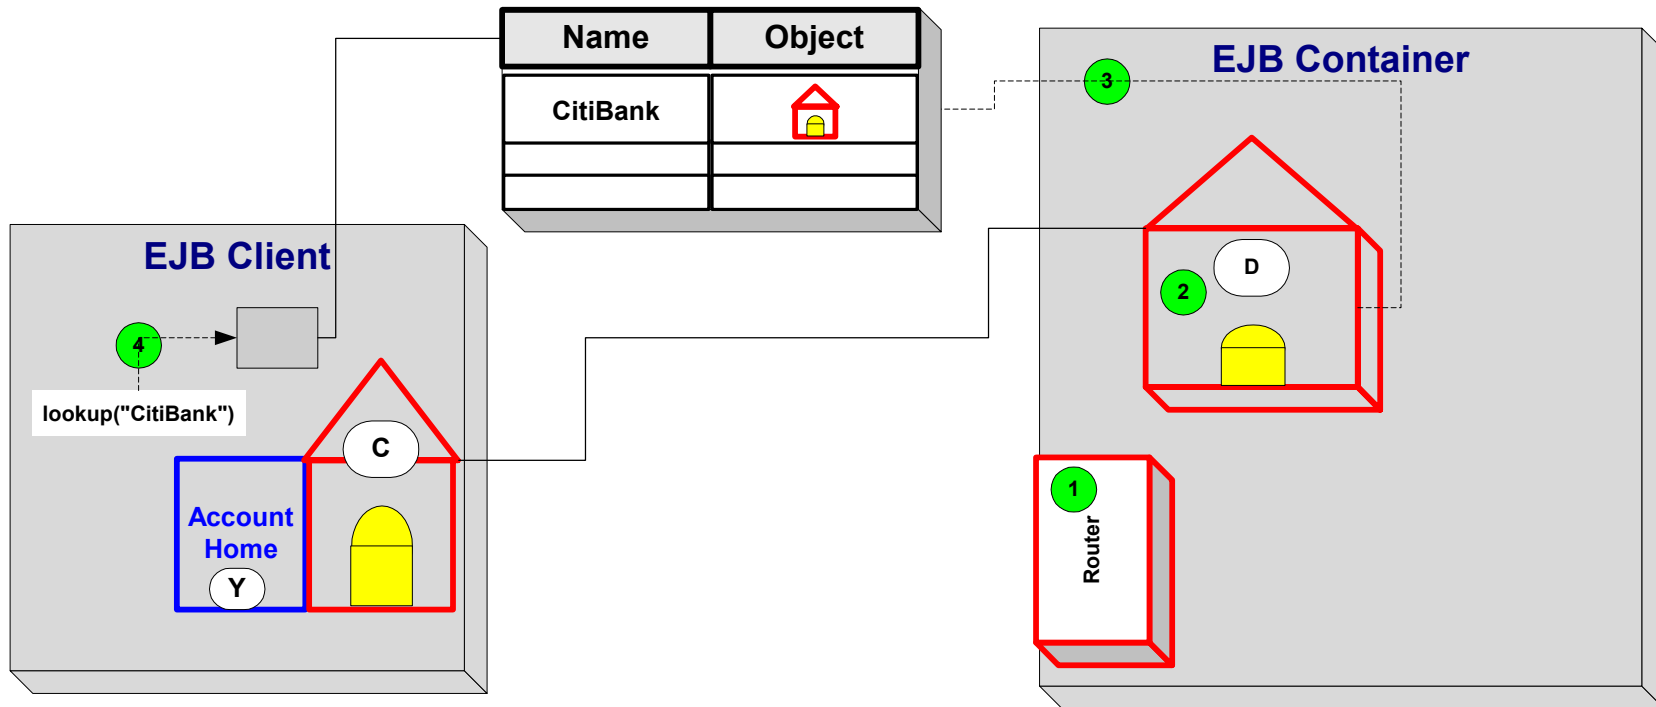 Name Object
CitiBank
EJB Container
3
D
2
EJB Client
4
lookup("CitiBank")
C
Account
Home
Y
1
Router